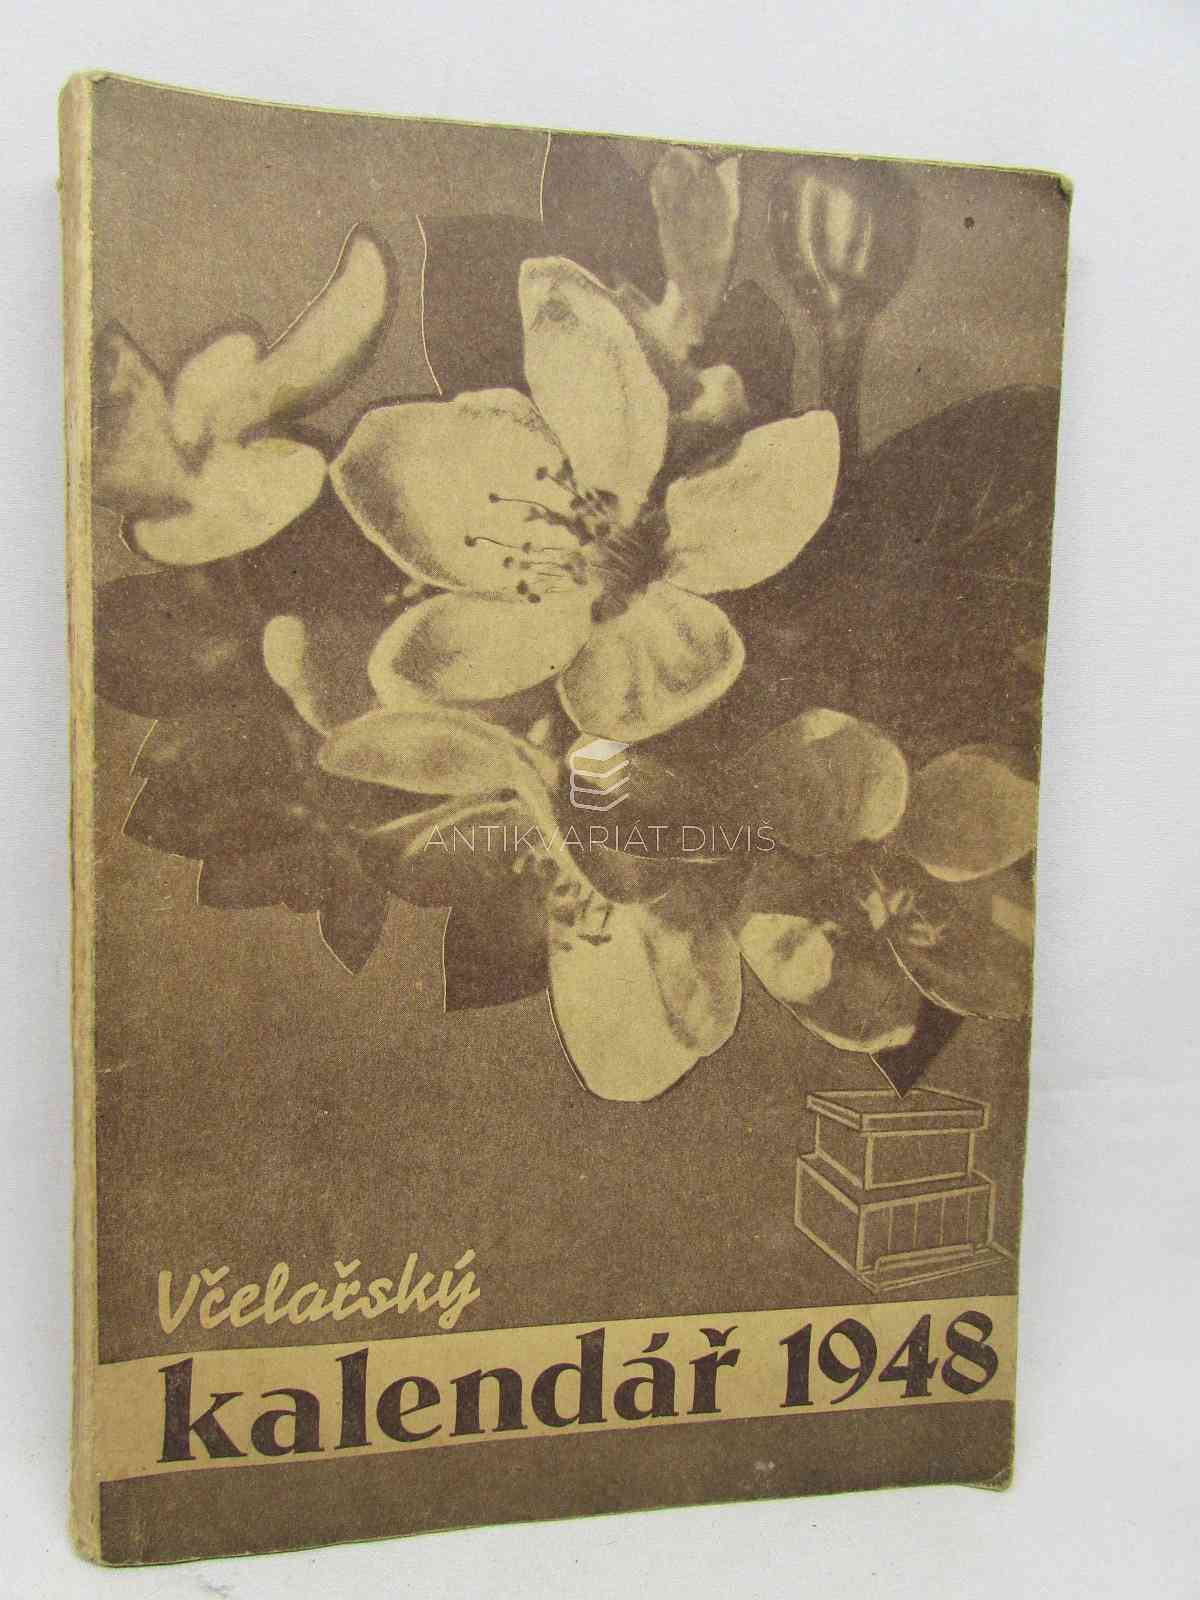 ANTIKVARIÁT DIVIŠ
Včelařský
kalendář 1948